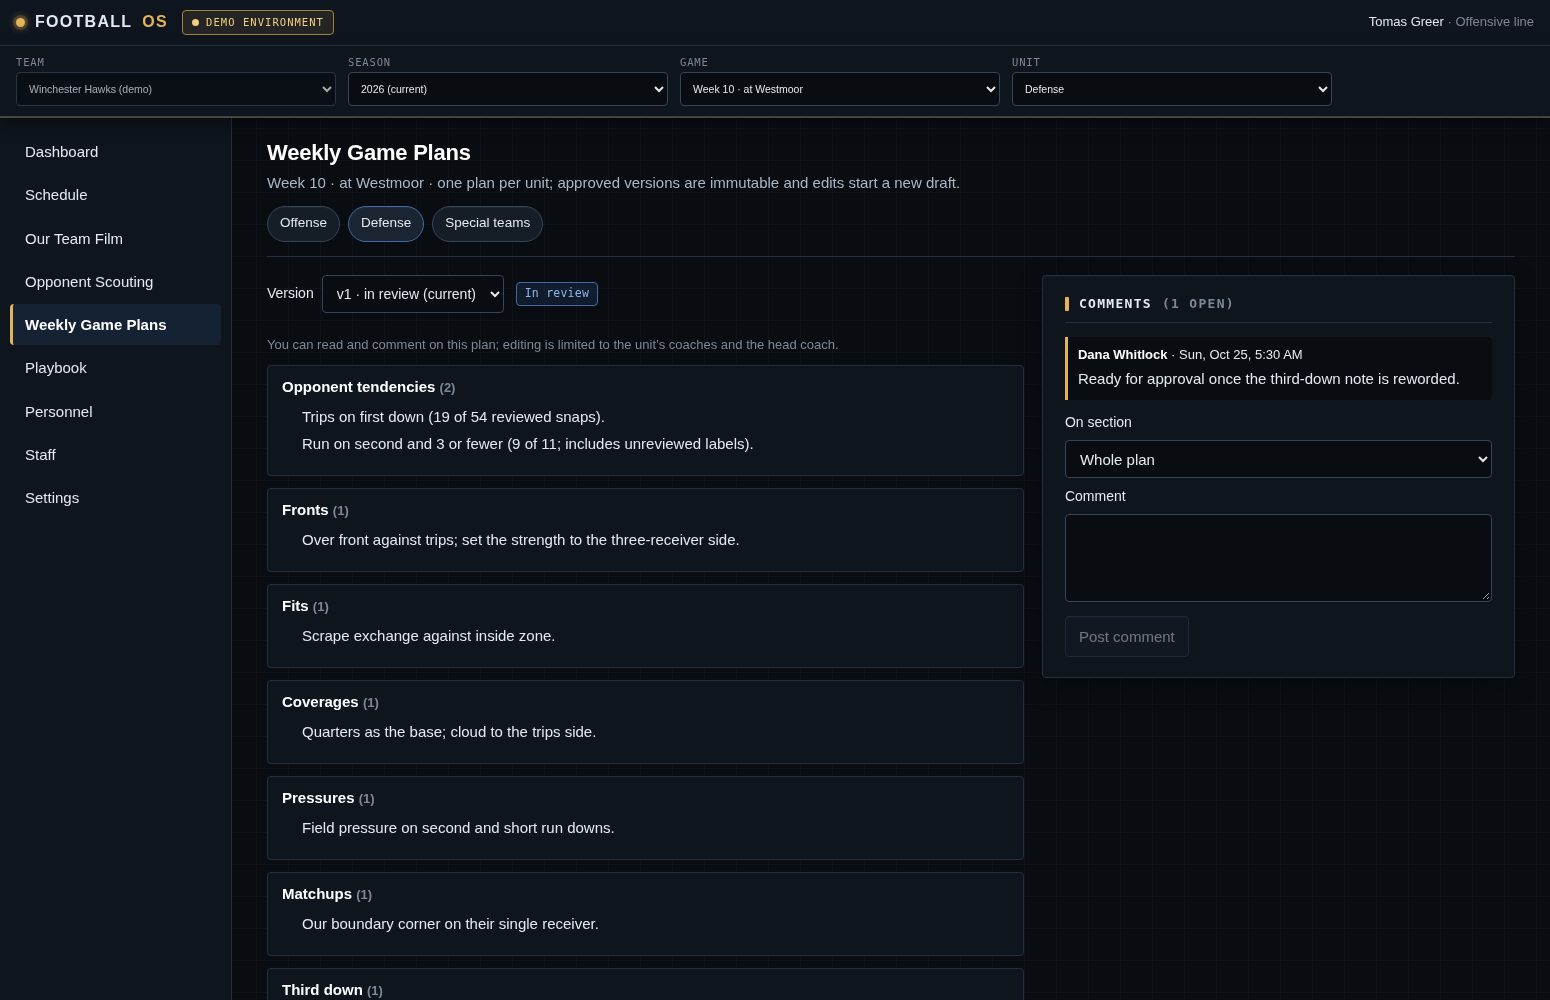 FOOTBALL OS
DEMO ENVIRONMENT
Tomas Greer · Offensive line
TEAM
Winchester Hawks (demo)
SEASON
2026 (current)
GAME
Week 10 · at Westmoor
UNIT
Defense
Dashboard
Schedule
Our Team Film
Opponent Scouting
Weekly Game Plans
Playbook
Personnel
Staff
Settings
Weekly Game Plans
Week 10 · at Westmoor · one plan per unit; approved versions are immutable and edits start a new draft.
Offense
Defense
Special teams
Version
v1 · in review (current)
In review
You can read and comment on this plan; editing is limited to the unit's coaches and the head coach.
Opponent tendencies (2)
Trips on first down (19 of 54 reviewed snaps).
Run on second and 3 or fewer (9 of 11; includes unreviewed labels).
Fronts (1)
Over front against trips; set the strength to the three-receiver side.
Fits (1)
Scrape exchange against inside zone.
Coverages (1)
Quarters as the base; cloud to the trips side.
Pressures (1)
Field pressure on second and short run downs.
Matchups (1)
Our boundary corner on their single receiver.
Third down (1)
COMMENTS (1 OPEN)
Dana Whitlock · Sun, Oct 25, 5:30 AM
Ready for approval once the third-down note is reworded.
On section
Whole plan
Comment
Post comment